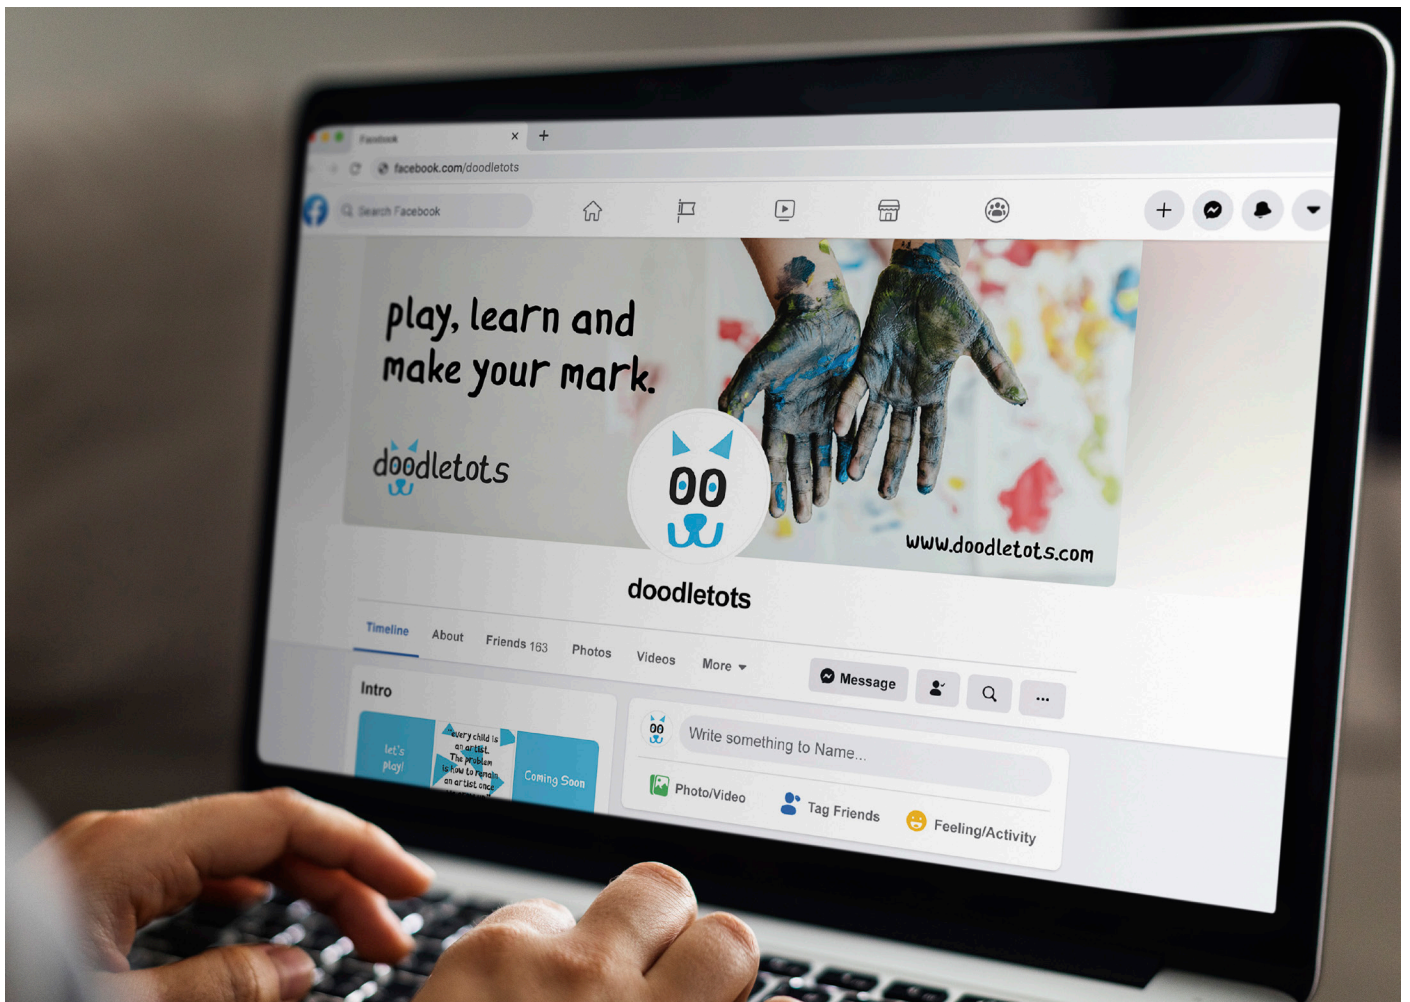 Facebook
facebook.com/doodletots
Search Facebook
play, learn and
make your mark.
doodletots
www.doodletots.com
doodletots
Timeline
About
Friends 163
Photos
Videos
More
Message
Intro
let's
play!
"every child is
an artist.
The problem
is how to remain
an artist once
Coming Soon
Write something to Name...
Photo/Video
Tag Friends
Feeling/Activity